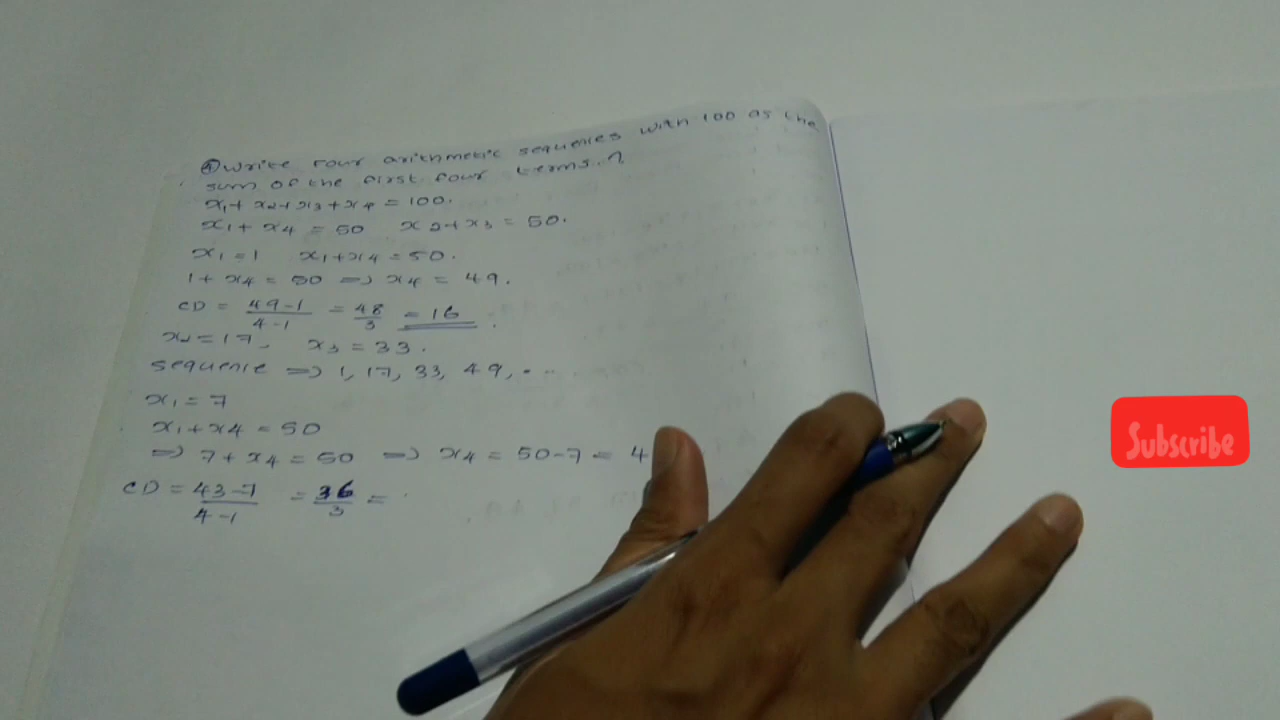 4) Write Four arithmetic sequences with 100 as the
sum of the first four terms.?
x₁ + x₂ + x₃ + x₄ = 100.
x₁ + x₄ = 50 x₂ + x₃ = 50.
x₁ = 1 x₁ + x₄ = 50.
1 + x₄ = 50 ⇒ x₄ = 49.
CD = 49-1/4-1 = 48/3 = 16.
x₂ = 17, x₃ = 33.
sequence ⇒ 1, 17, 33, 49, ....
x₁ = 7
x₁ + x₄ = 50
⇒ 7 + x₄ = 50 ⇒ x₄ = 50-7 = 4
CD = 43-7/4-1 = 36/3 =
Subscribe